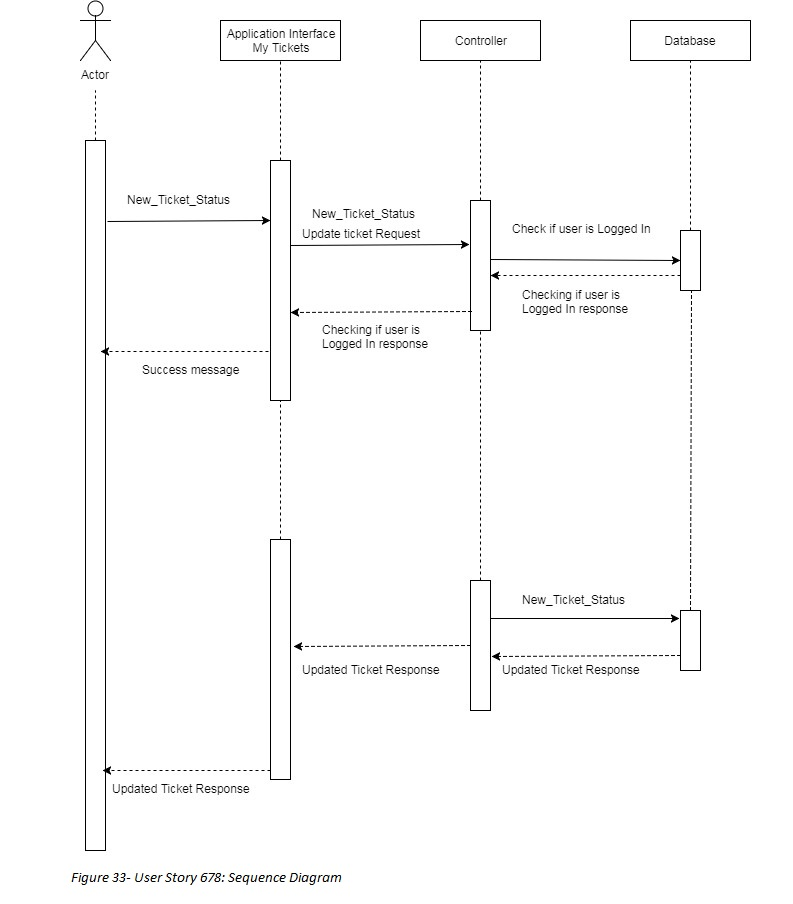 Actor
Application Interface
My Tickets
Controller
Database
New_Ticket_Status
New_Ticket_Status
Update ticket Request
Check if user is Logged In
Checking if user is
Logged In response
Checking if user is
Logged In response
Success message
New_Ticket_Status
Updated Ticket Response
Updated Ticket Response
Updated Ticket Response
Figure 33- User Story 678: Sequence Diagram